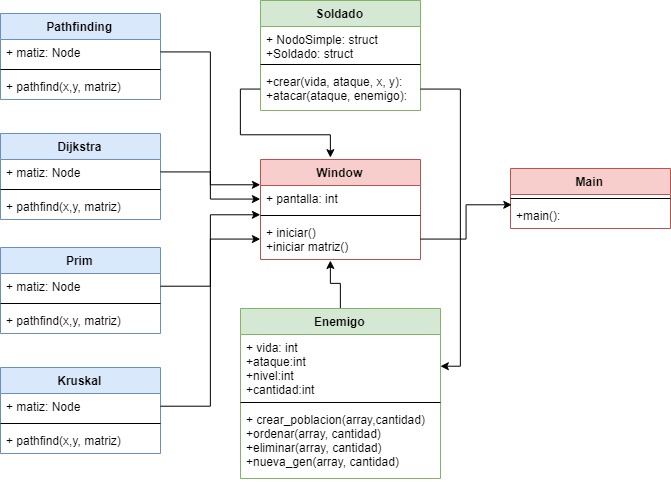 Pathfinding
+ matiz: Node
+ pathfind(x,y, matriz)
Dijkstra
+ matiz: Node
+ pathfind(x,y, matriz)
Prim
+ matiz: Node
+ pathfind(x,y, matriz)
Kruskal
+ matiz: Node
+ pathfind(x,y, matriz)
Soldado
+ NodoSimple: struct
+Soldado: struct
+crear(vida, ataque, x, y):
+atacar(ataque, enemigo):
Window
+ pantalla: int
+ iniciar()
+iniciar matriz()
Enemigo
+ vida: int
+ataque:int
+nivel:int
+cantidad:int
+ crear_poblacion(array,cantidad)
+ordenar(array, cantidad)
+eliminar(array, cantidad)
+nueva_gen(array, cantidad)
Main
+main():